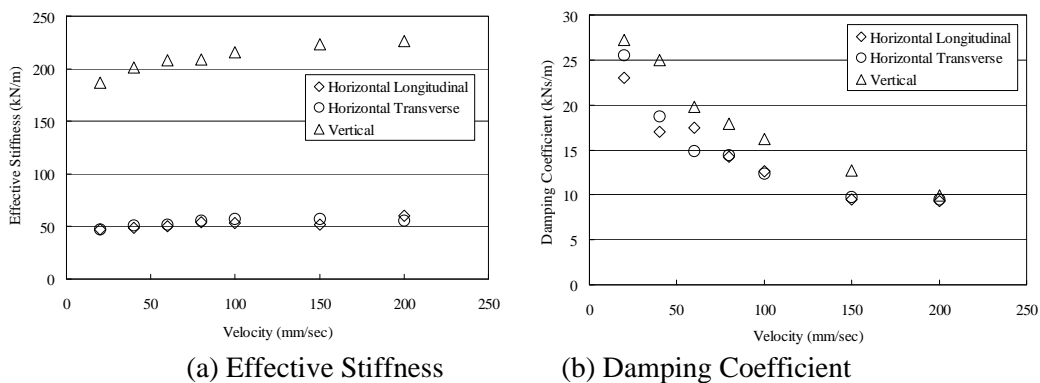 250
200
150
100
50
0
Effective Stiffness (kN/m)
Horizontal Longitudinal
Horizontal Transverse
Vertical
0 50 100 150 200 250
Velocity (mm/sec)
(a) Effective Stiffness
30
25
20
15
10
5
0
Damping Coefficient (kNs/m)
Horizontal Longitudinal
Horizontal Transverse
Vertical
0 50 100 150 200 250
Velocity (mm/sec)
(b) Damping Coefficient